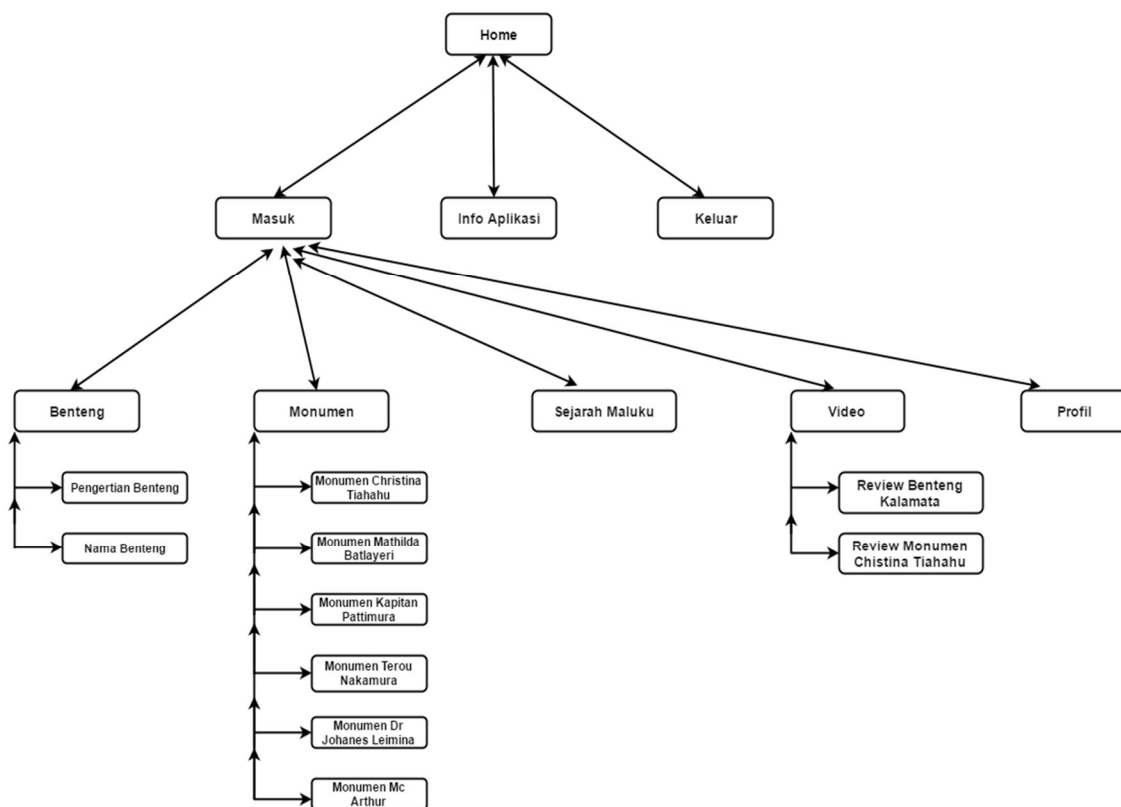 Home
Masuk
Info Aplikasi
Keluar
Benteng
Monumen
Sejarah Maluku
Video
Profil
Pengertian Benteng
Nama Benteng
Monumen Christina
Tiahahu
Monumen Mathilda
Batlayeri
Monumen Kapitan
Pattimura
Monumen Terou
Nakamura
Monumen Dr
Johanes Leimina
Monumen Mc
Arthur
Review Benteng
Kalamata
Review Monumen
Chistina Tiahahu